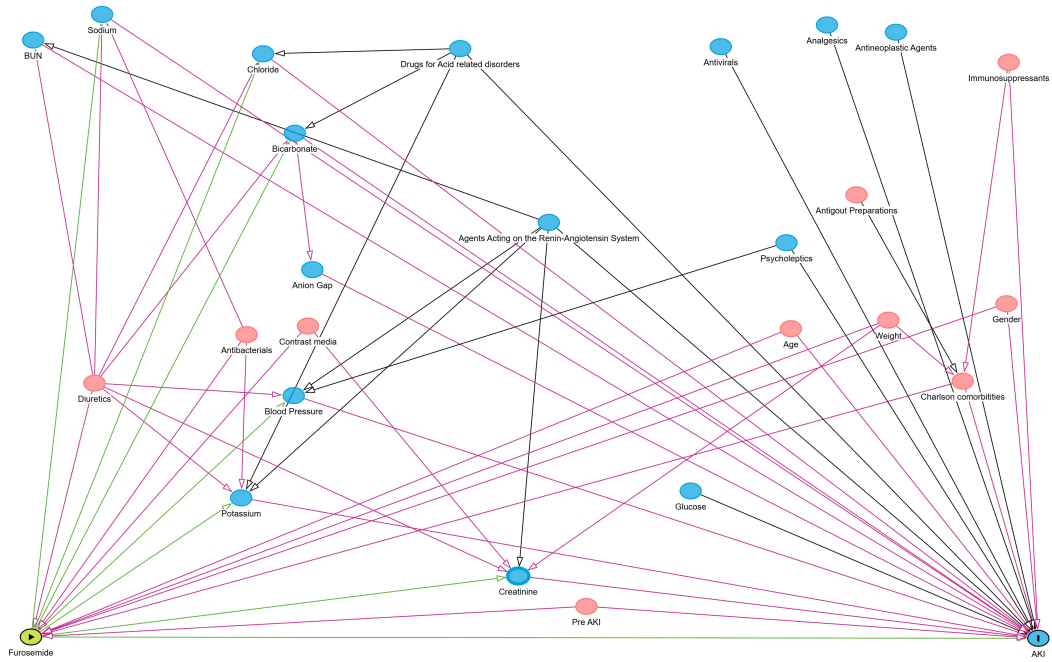 Sodium
BUN
Chloride
Drugs for Acid related disorders
Antivirals
Analgesics
Antineoplastic Agents
Immunosuppressants
Bicarbonate
Antigout Preparations
Agents Acting on the Renin-Angiotensin System
Psycholeptics
Anion Gap
Antibacterials
Contrast media
Age
Weight
Gender
Diuretics
Blood Pressure
Charlson comorbitities
Potassium
Glucose
Creatinine
Pre AKI
Furosemide
AKI